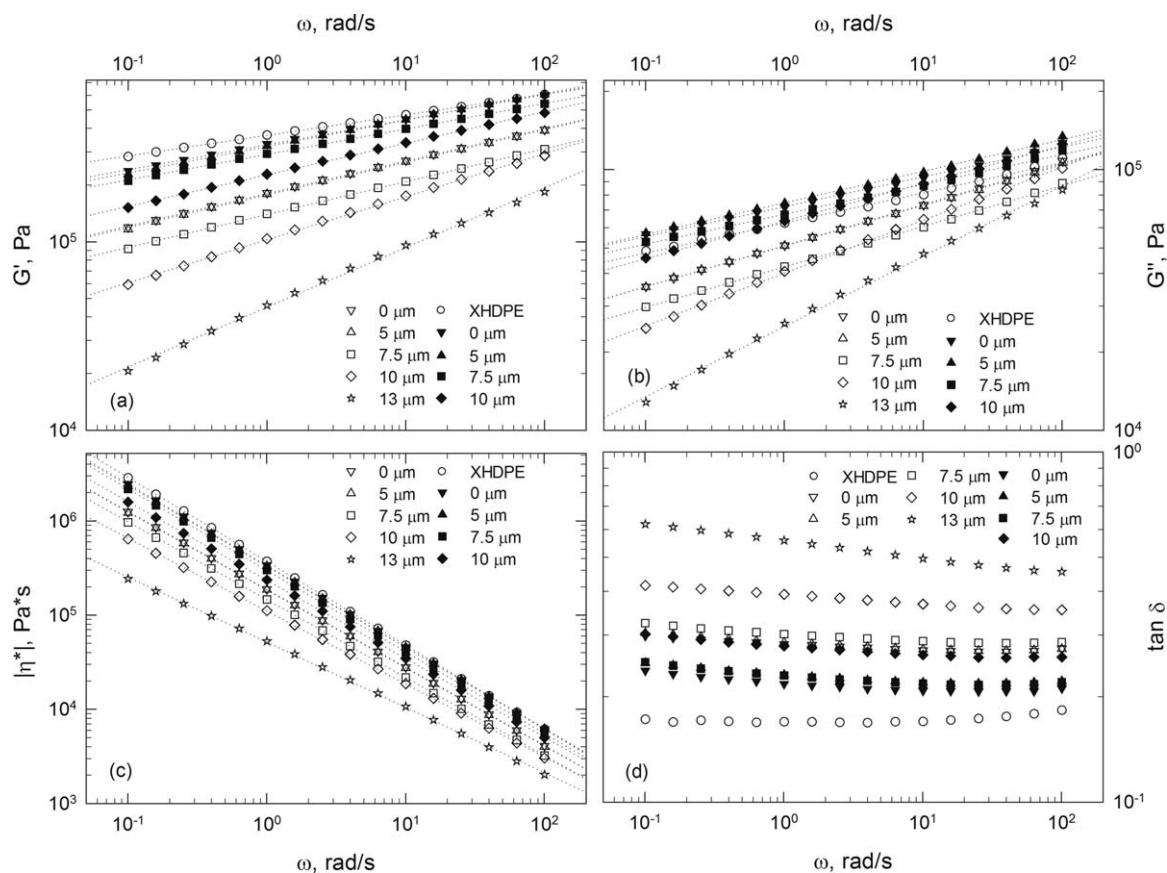 ω, rad/s
ω, rad/s
10⁻¹ 10⁰ 10¹ 10²
10⁻¹ 10⁰ 10¹ 10²
G', Pa
10⁵
10⁴
0 μm XHDPE
5 μm 0 μm
7.5 μm 5 μm
10 μm 7.5 μm
13 μm 10 μm
(a)
G'', Pa
10⁵
10⁴
0 μm XHDPE
5 μm 0 μm
7.5 μm 5 μm
10 μm 7.5 μm
13 μm 10 μm
(b)
|η*|, Pa*s
10⁶
10⁵
10⁴
10³
0 μm XHDPE
5 μm 0 μm
7.5 μm 5 μm
10 μm 7.5 μm
13 μm 10 μm
(c)
tan δ
10⁰
10⁻¹
XHDPE 7.5 μm 0 μm
0 μm 10 μm 5 μm
5 μm 13 μm 7.5 μm
10 μm
(d)
10⁻¹ 10⁰ 10¹ 10²
10⁻¹ 10⁰ 10¹ 10²
ω, rad/s
ω, rad/s